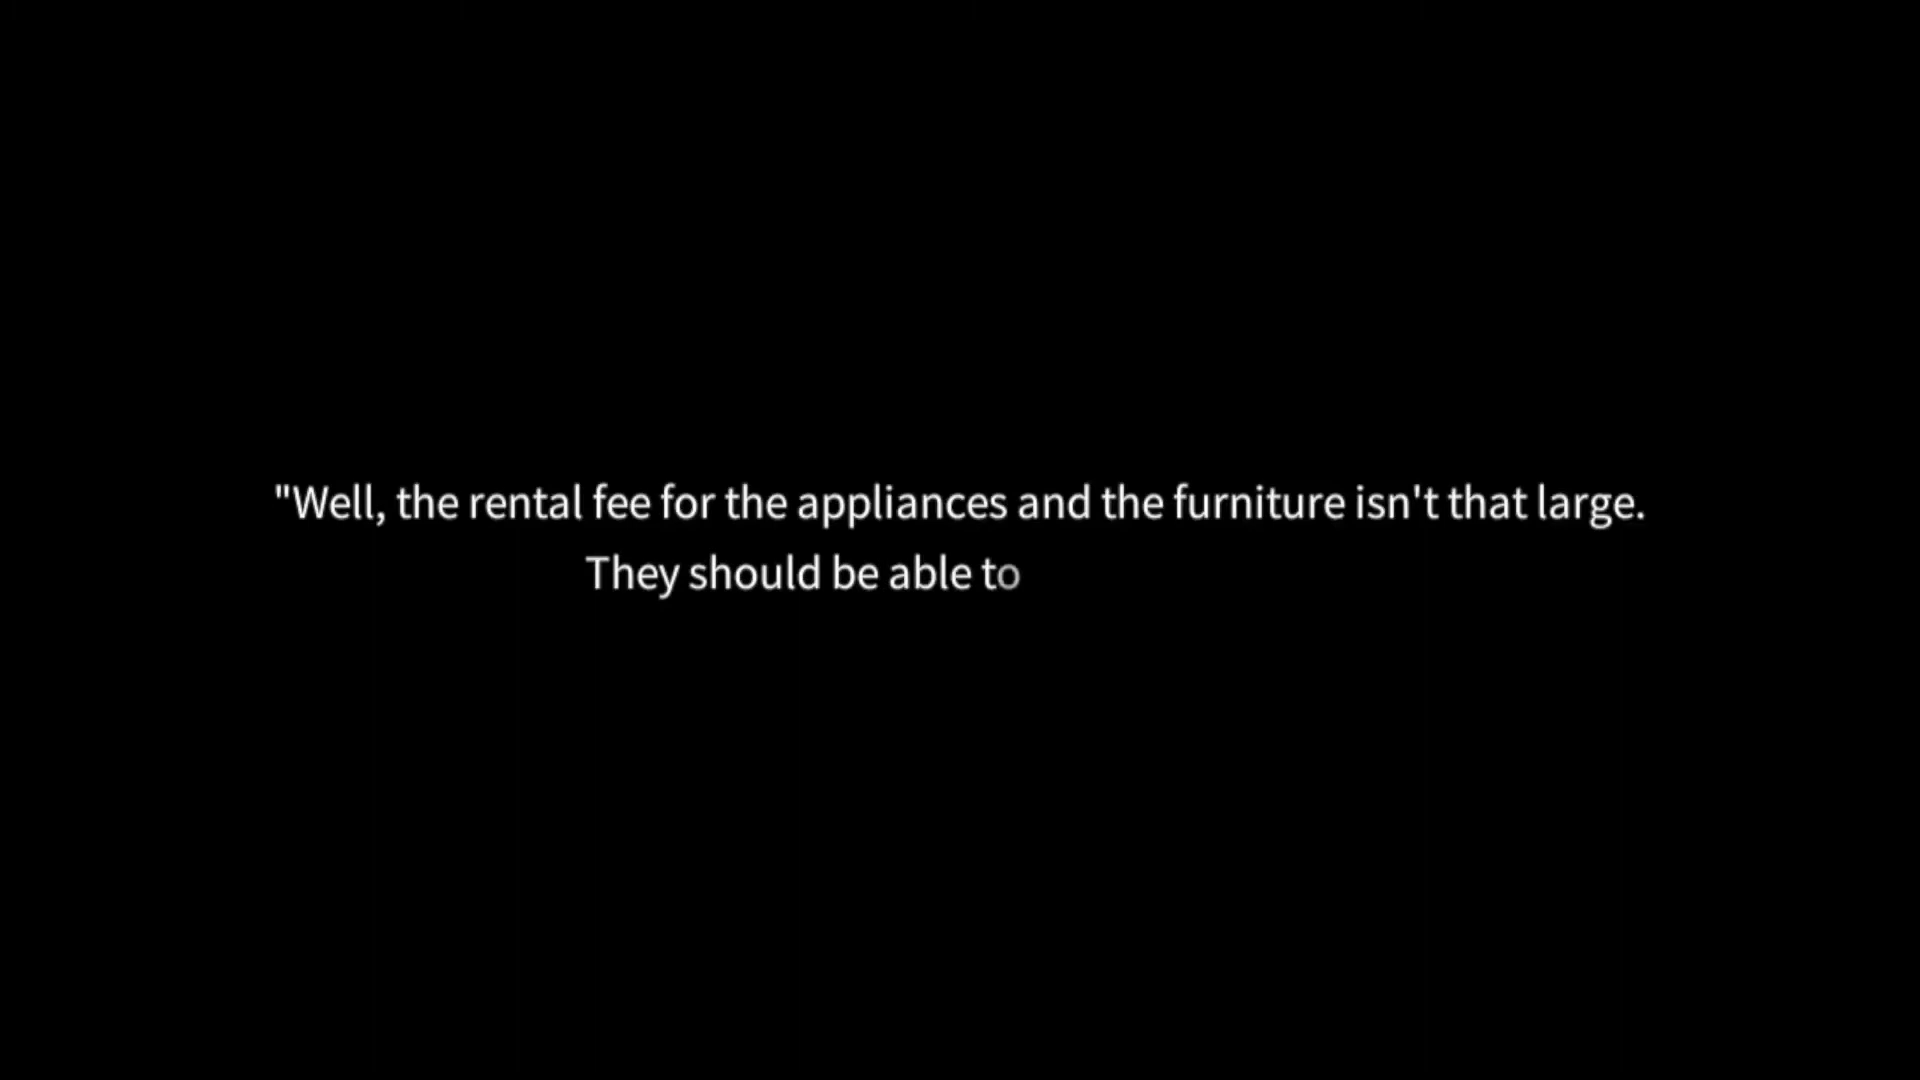 "Well, the rental fee for the appliances and the furniture isn't that large.
They should be able to